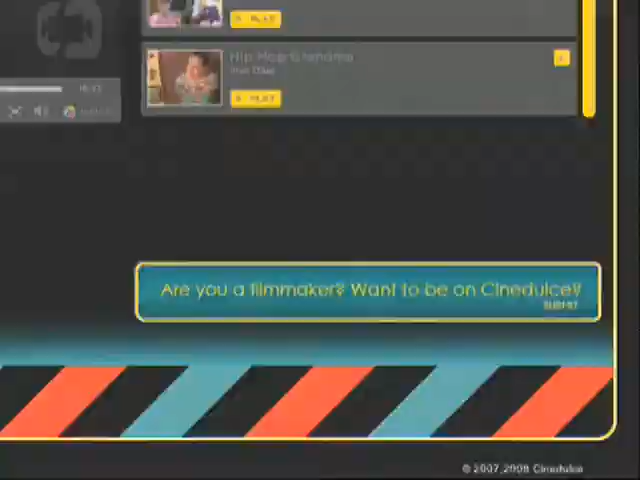 PLAY
Hip Hop Grandma
PLAY
Are you a filmmaker? Want to be on Cinedulce?
SUBMIT
© 2007, 2008 Cinedulce